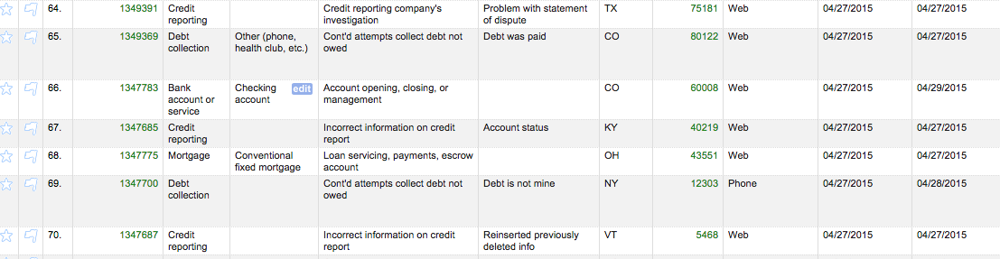 64. 1349391 Credit reporting Credit reporting company's investigation Problem with statement of dispute TX 75181 Web 04/27/2015 04/27/2015
65. 1349369 Debt collection Other (phone, health club, etc.) Cont'd attempts collect debt not owed Debt was paid CO 80122 Web 04/27/2015 04/27/2015
66. 1347783 Bank account or service Checking account edit Account opening, closing, or management CO 60008 Web 04/27/2015 04/29/2015
67. 1347685 Credit reporting Incorrect information on credit report Account status KY 40219 Web 04/27/2015 04/27/2015
68. 1347775 Mortgage Conventional fixed mortgage Loan servicing, payments, escrow account OH 43551 Web 04/27/2015 04/27/2015
69. 1347700 Debt collection Cont'd attempts collect debt not owed Debt is not mine NY 12303 Phone 04/27/2015 04/28/2015
70. 1347687 Credit reporting Incorrect information on credit report Reinserted previously deleted info VT 5468 Web 04/27/2015 04/27/2015